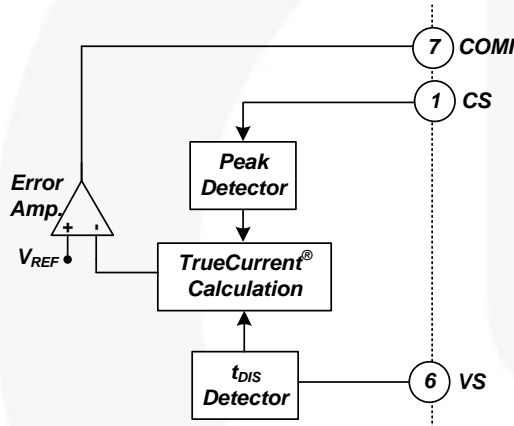 7 COMI
1 CS
Peak
Detector
Error
Amp.
+ -
VREF
TrueCurrent®
Calculation
tDIS
Detector
6 VS